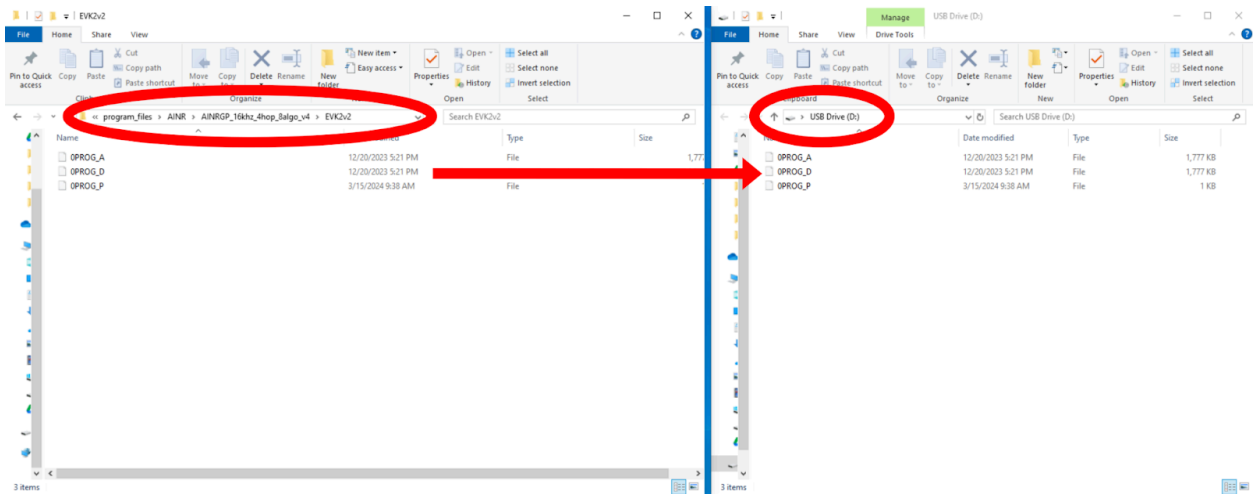 EVK2v2
File Home Share View
Pin to Quick access
Copy
Paste
Cut
Copy path
Paste shortcut
Move
Copy
Delete
Rename
New folder
New item
Easy access
Properties
Open
Edit
History
Select all
Select none
Invert selection
Organize
Open
Select
« program_files > AINR > AINRGP_16khz_4hop_8algo_v4 > EVK2v2
Search EVK2v2
Name Type Size
0PROG_A 12/20/2023 5:21 PM File 1,777
0PROG_D 12/20/2023 5:21 PM
0PROG_P 3/15/2024 9:38 AM File
3 items
Manage USB Drive (D:)
File Home Share View Drive Tools
Pin to Quick access
Copy
Paste
Cut
Copy path
Paste shortcut
Move to
Copy to
Delete
Rename
New folder
Properties
Open
Edit
History
Select all
Select none
Invert selection
Organize
New
Open
Select
> USB Drive (D:)
Search USB Drive (D:)
Date modified Type Size
0PROG_A 12/20/2023 5:21 PM File 1,777 KB
0PROG_D 12/20/2023 5:21 PM File 1,777 KB
0PROG_P 3/15/2024 9:38 AM File 1 KB
3 items